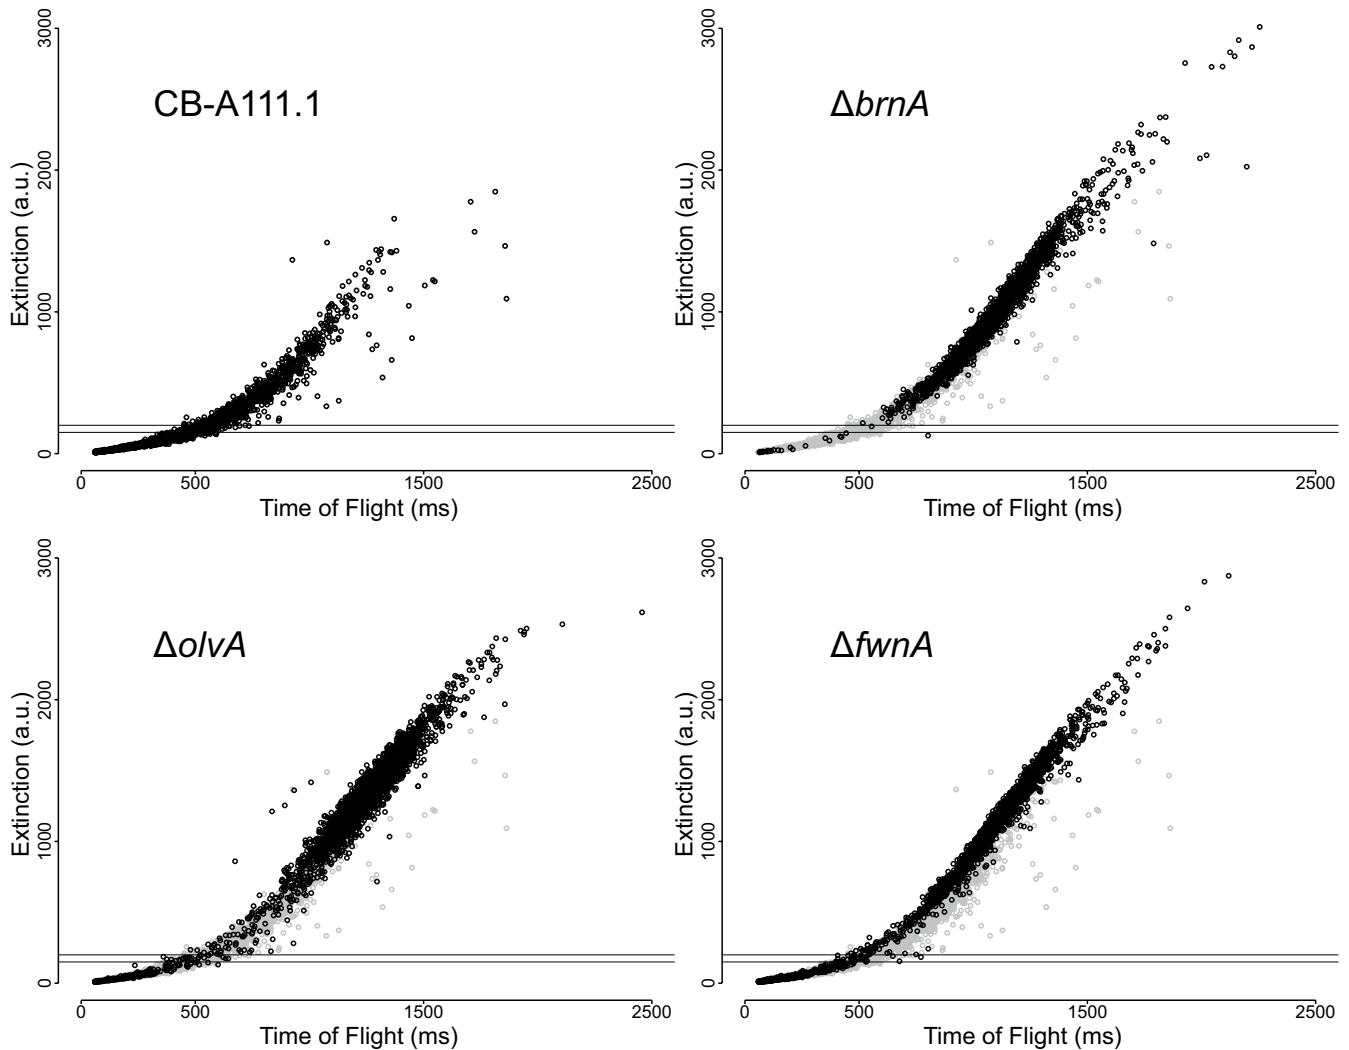 3000
2000
1000
0
Extinction (a.u.)
CB-A111.1
0 500 1500 2500
Time of Flight (ms)
3000
2000
1000
0
Extinction (a.u.)
ΔbrnA
0 500 1500 2500
Time of Flight (ms)
3000
2000
1000
0
Extinction (a.u.)
ΔolvA
0 500 1500 2500
Time of Flight (ms)
3000
2000
1000
0
Extinction (a.u.)
ΔfwnA
0 500 1500 2500
Time of Flight (ms)